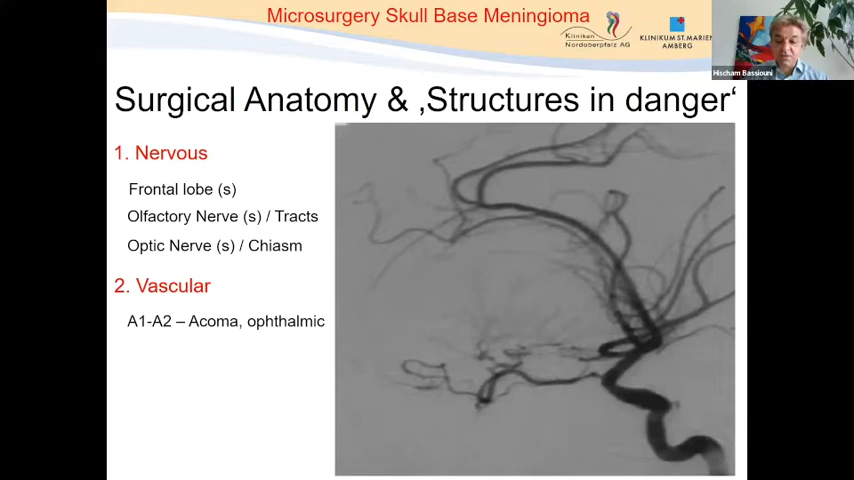 Microsurgery Skull Base Meningioma
Kliniken
Nordoberpfalz AG
KLINIKUM ST. MARIEN
AMBERG
Hischam Bassiouni
Surgical Anatomy & ‚Structures in danger‘
1. Nervous
Frontal lobe (s)
Olfactory Nerve (s) / Tracts
Optic Nerve (s) / Chiasm
2. Vascular
A1-A2 – Acoma, ophthalmic